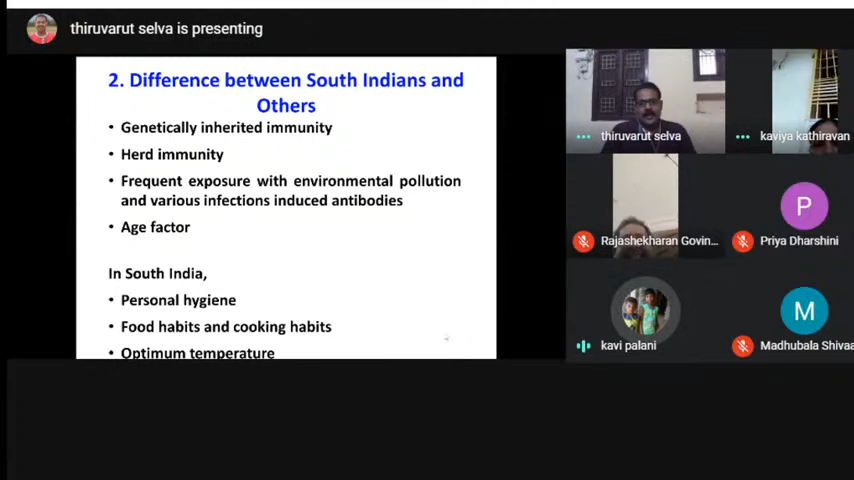 thiruvarut selva is presenting
2. Difference between South Indians and
Others
• Genetically inherited immunity
• Herd immunity
• Frequent exposure with environmental pollution
and various infections induced antibodies
• Age factor
In South India,
• Personal hygiene
• Food habits and cooking habits
• Optimum temperature
thiruvarut selva
kaviya kathiravan
Rajashekharan Govin...
Priya Dharshini
P
kavi palani
M
Madhubala Shivaa